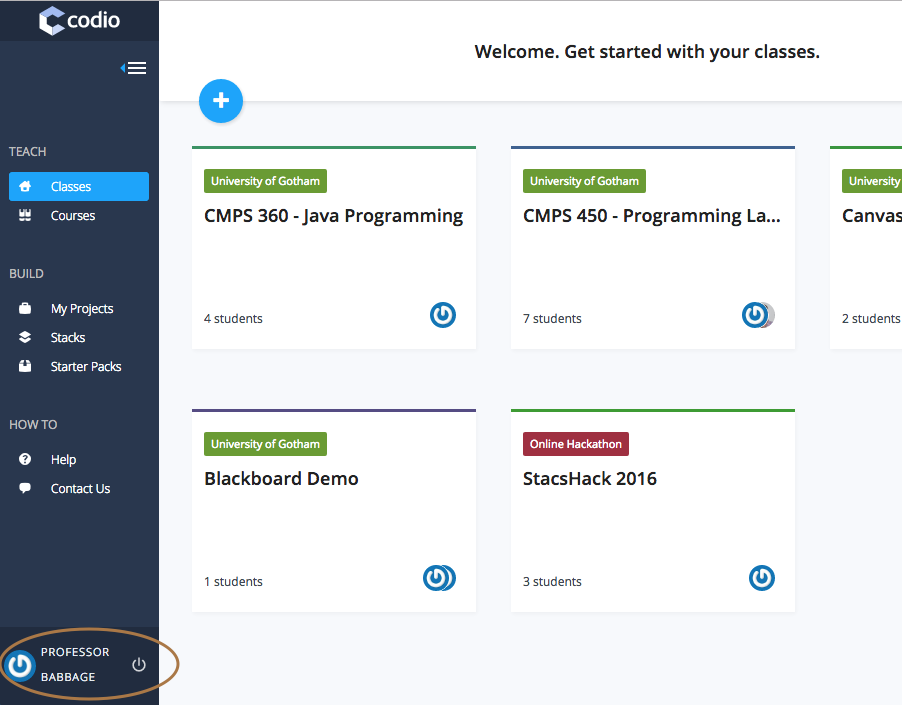 codio
Welcome. Get started with your classes.
TEACH
Classes
Courses
BUILD
My Projects
Stacks
Starter Packs
HOW TO
Help
Contact Us
PROFESSOR
BABBAGE
University of Gotham
CMPS 360 - Java Programming
4 students
University of Gotham
CMPS 450 - Programming La...
7 students
University
Canvas
2 students
University of Gotham
Blackboard Demo
1 students
Online Hackathon
StacsHack 2016
3 students